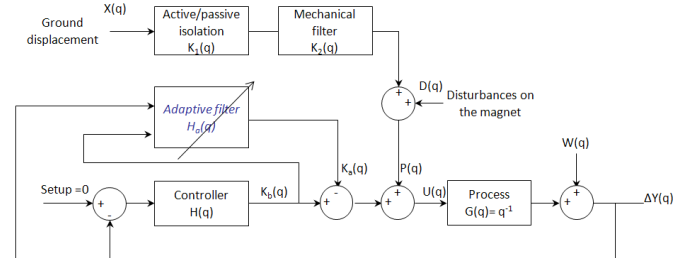 X(q)
Ground
displacement
Active/passive
isolation
K₁(q)
Mechanical
filter
K₂(q)
D(q)
Disturbances on
the magnet
+
+
Adaptive filter
Hₐ(q)
Kₐ(q)
P(q)
W(q)
Setup =0
+
-
Controller
H(q)
K_b(q)
-
+
+
+
U(q)
Process
G(q)= q⁻¹
+
+
ΔY(q)